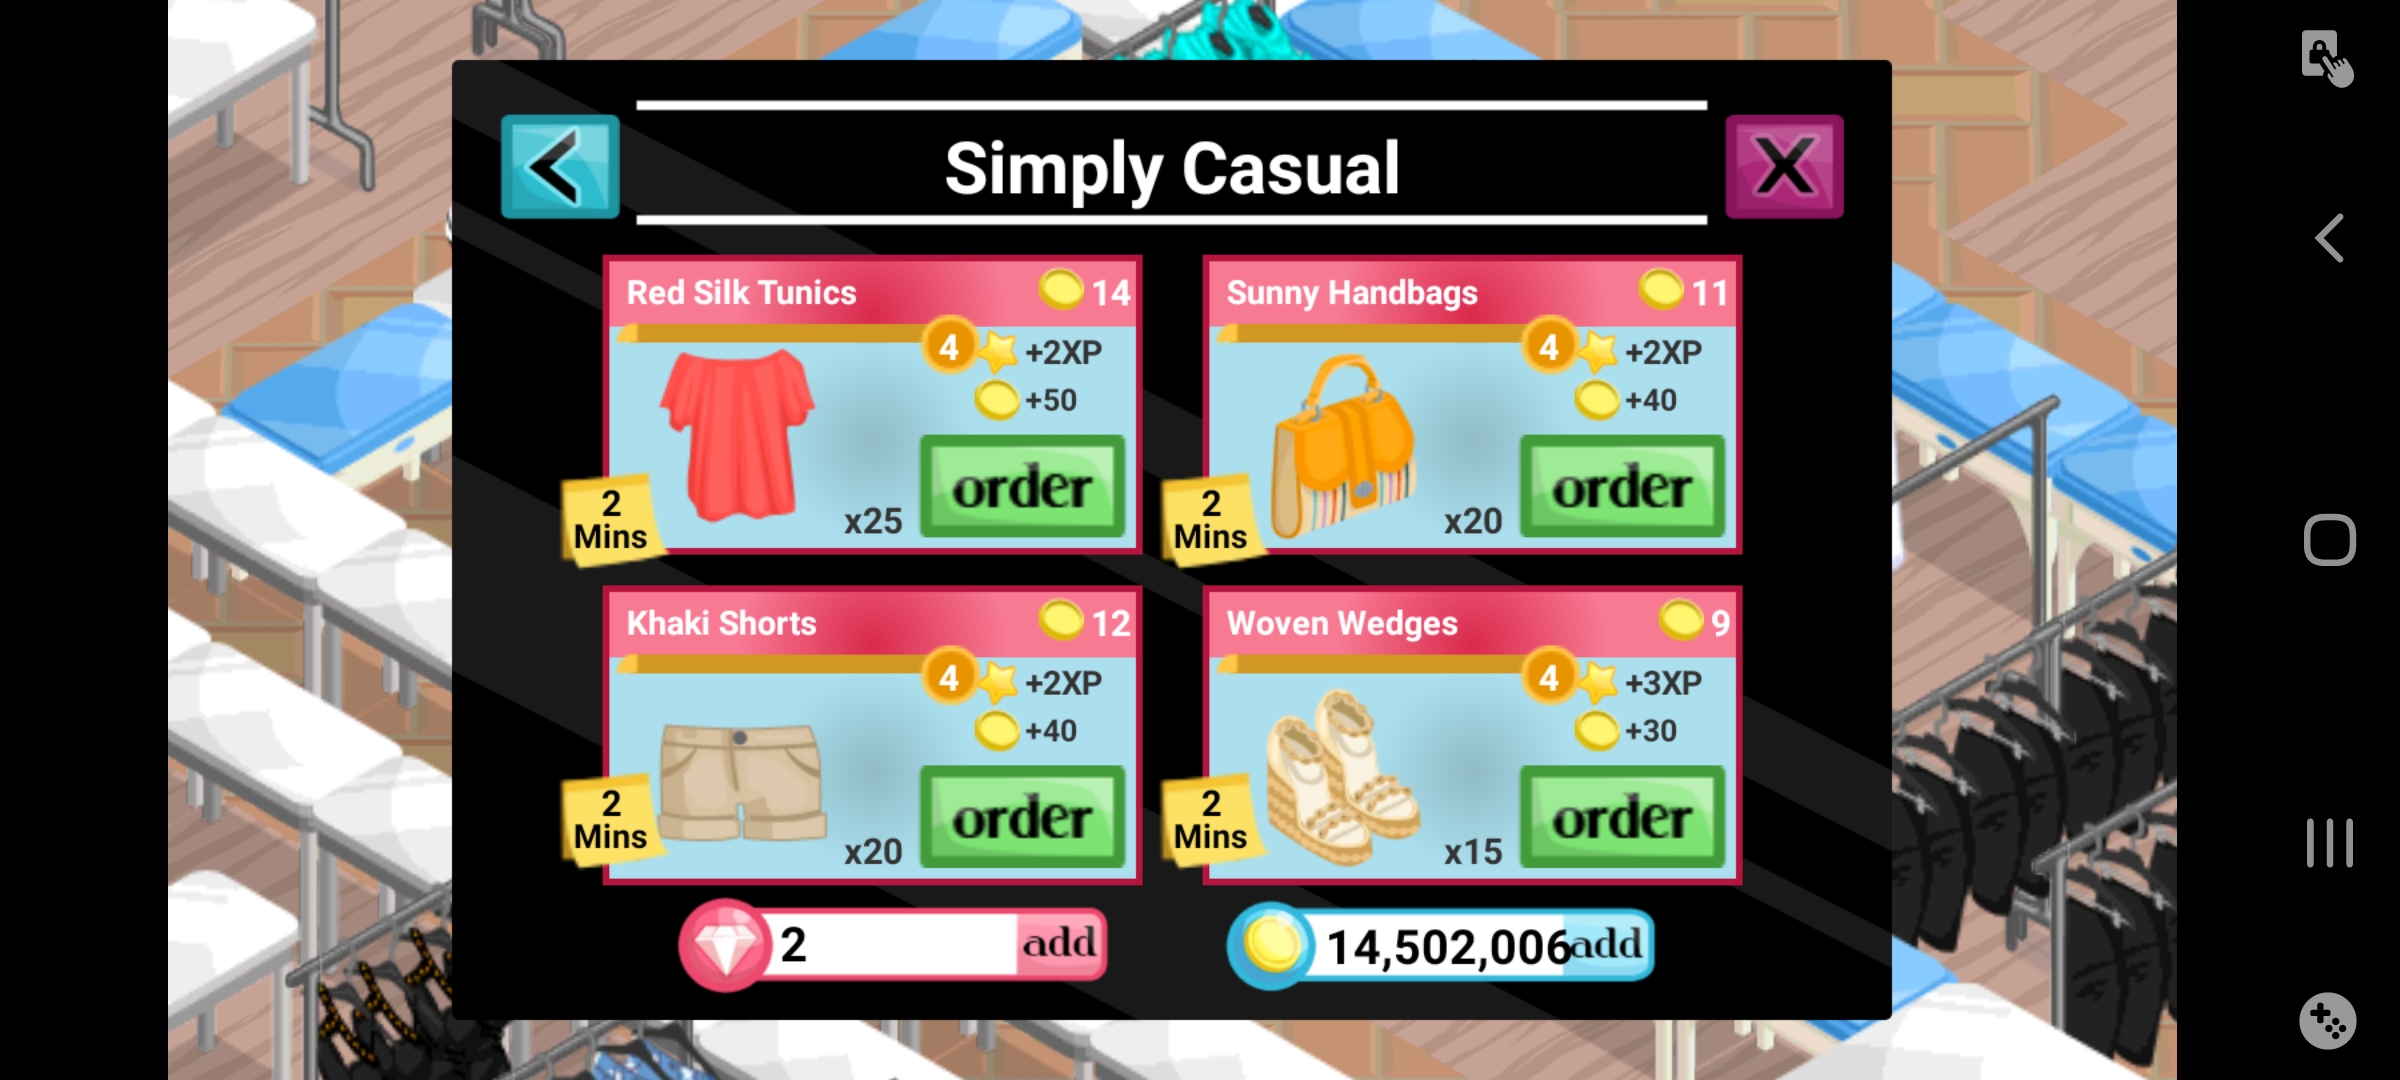 Simply Casual
Red Silk Tunics 14
4 +2XP
+50
2
Mins
x25
order
Sunny Handbags 11
4 +2XP
+40
2
Mins
x20
order
Khaki Shorts 12
4 +2XP
+40
2
Mins
x20
order
Woven Wedges 9
4 +3XP
+30
2
Mins
x15
order
2 add
14,502,006 add